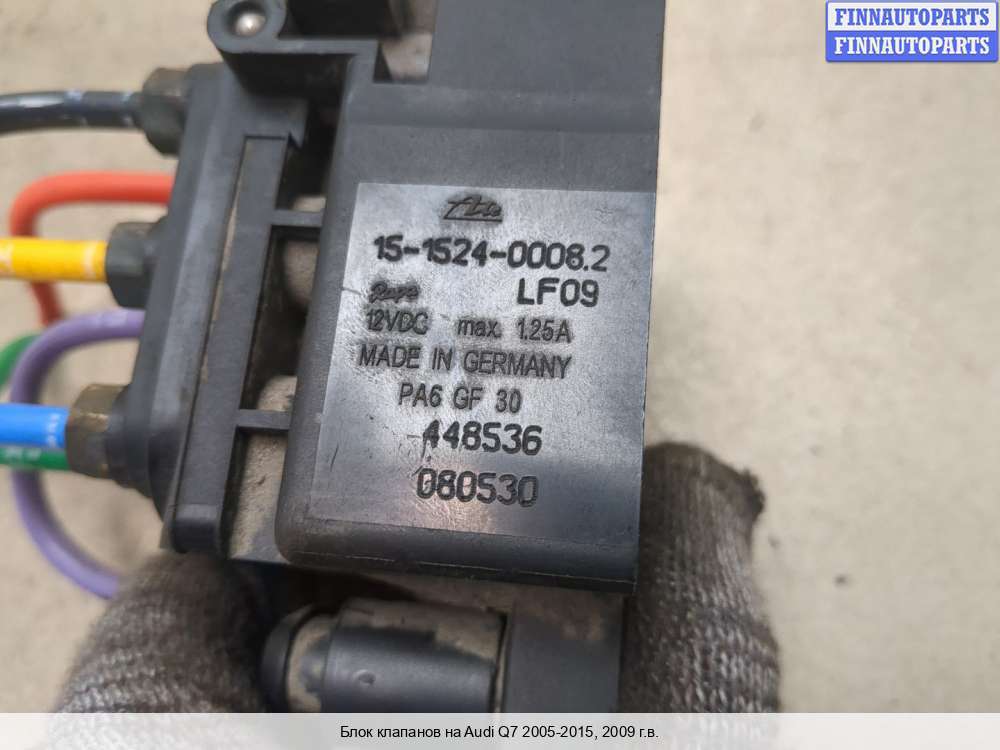 FINNAUTOPARTS
FINNAUTOPARTS
Ate
15-1524-0008.2
LF09
12VDC max. 1.25A
MADE IN GERMANY
PA6 GF 30
448536
080530
Блок клапанов на Audi Q7 2005-2015, 2009 г.в.